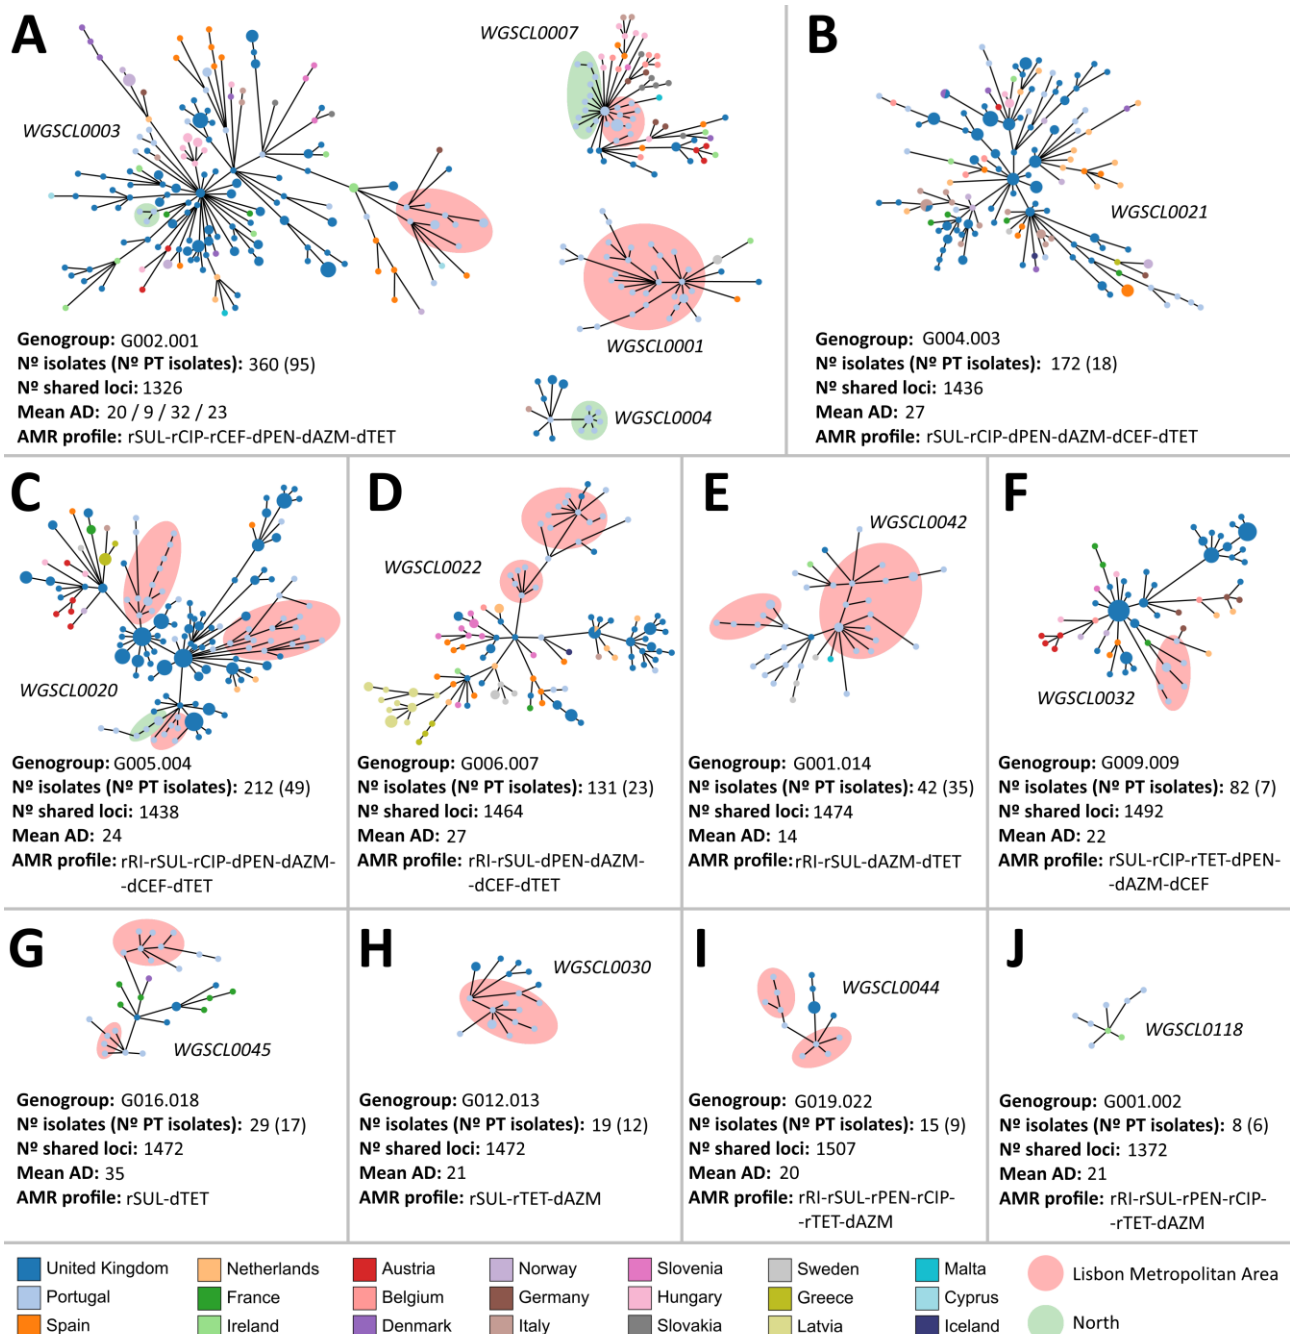 A
WGSCL0003
WGSCL0007
WGSCL0001
WGSCL0004
Genogroup: G002.001
Nº isolates (Nº PT isolates): 360 (95)
Nº shared loci: 1326
Mean AD: 20 / 9 / 32 / 23
AMR profile: rSUL-rCIP-rCEF-dPEN-dAZM-dTET
B
WGSCL0021
Genogroup: G004.003
Nº isolates (Nº PT isolates): 172 (18)
Nº shared loci: 1436
Mean AD: 27
AMR profile: rSUL-rCIP-dPEN-dAZM-dCEF-dTET
C
WGSCL0020
Genogroup: G005.004
Nº isolates (Nº PT isolates): 212 (49)
Nº shared loci: 1438
Mean AD: 24
AMR profile: rRI-rSUL-rCIP-dPEN-dAZM-
-dCEF-dTET
D
WGSCL0022
Genogroup: G006.007
Nº isolates (Nº PT isolates): 131 (23)
Nº shared loci: 1464
Mean AD: 27
AMR profile: rRI-rSUL-dPEN-dAZM-
-dCEF-dTET
E
WGSCL0042
Genogroup: G001.014
Nº isolates (Nº PT isolates): 42 (35)
Nº shared loci: 1474
Mean AD: 14
AMR profile: rRI-rSUL-dAZM-dTET
F
WGSCL0032
Genogroup: G009.009
Nº isolates (Nº PT isolates): 82 (7)
Nº shared loci: 1492
Mean AD: 22
AMR profile: rSUL-rCIP-rTET-dPEN-
-dAZM-dCEF
G
WGSCL0045
Genogroup: G016.018
Nº isolates (Nº PT isolates): 29 (17)
Nº shared loci: 1472
Mean AD: 35
AMR profile: rSUL-dTET
H
WGSCL0030
Genogroup: G012.013
Nº isolates (Nº PT isolates): 19 (12)
Nº shared loci: 1472
Mean AD: 21
AMR profile: rSUL-rTET-dAZM
I
WGSCL0044
Genogroup: G019.022
Nº isolates (Nº PT isolates): 15 (9)
Nº shared loci: 1507
Mean AD: 20
AMR profile: rRI-rSUL-rPEN-rCIP-
-rTET-dAZM
J
WGSCL0118
Genogroup: G001.002
Nº isolates (Nº PT isolates): 8 (6)
Nº shared loci: 1372
Mean AD: 21
AMR profile: rRI-rSUL-rPEN-rCIP-
-rTET-dAZM
United Kingdom
Portugal
Spain
Netherlands
France
Ireland
Austria
Belgium
Denmark
Norway
Germany
Italy
Slovenia
Hungary
Slovakia
Sweden
Greece
Latvia
Malta
Cyprus
Iceland
Lisbon Metropolitan Area
North